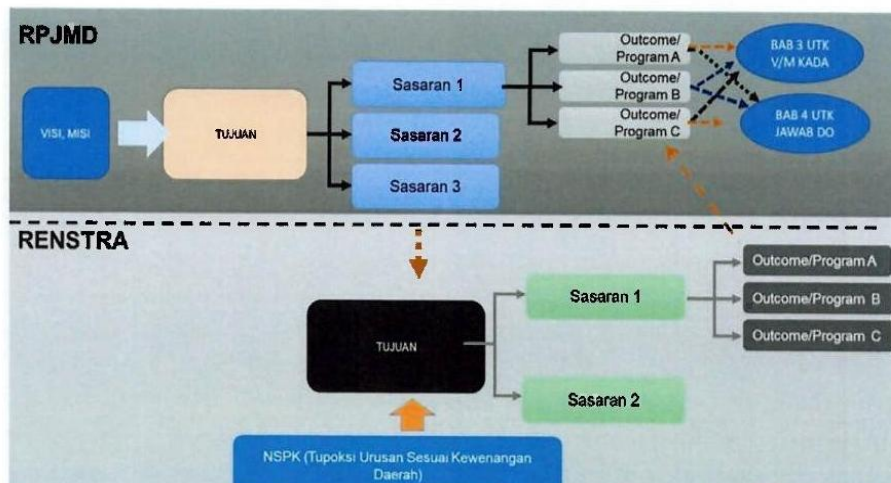 RPJMD
VISI, MISI
TUJUAN
Sasaran 1
Sasaran 2
Sasaran 3
Outcome/
Program A
Outcome/
Program B
Outcome/
Program C
BAB 3 UTK
V/M KADA
BAB 4 UTK
JAWAB DO
RENSTRA
TUJUAN
Sasaran 1
Sasaran 2
Outcome/Program A
Outcome/Program B
Outcome/Program C
NSPK (Tupoksi Urusan Sesuai Kewenangan
Daerah)